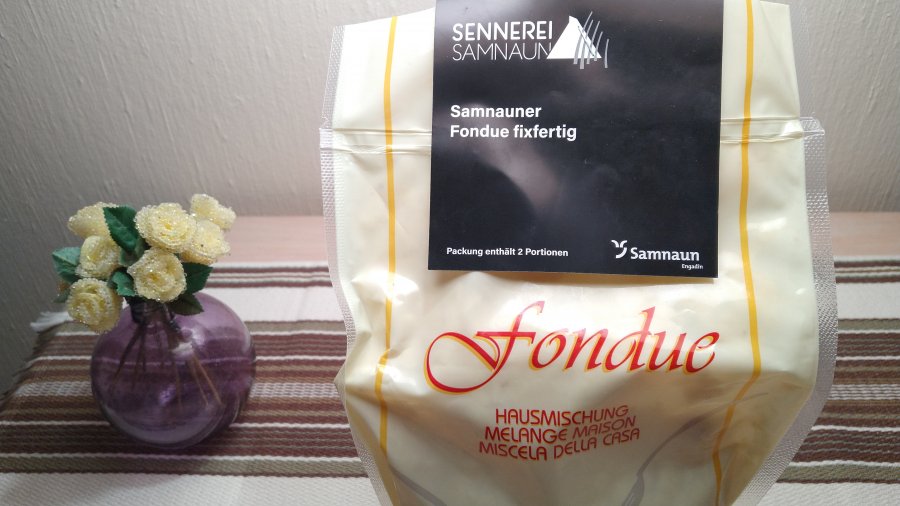 SENNEREI
SAMNAUN
Samnauner
Fondue fixfertig
Packung enthält 2 Portionen
Samnaun
Engadin
Fondue
HAUSMISCHUNG
MELANGE MAISON
MISCELA DELLA CASA